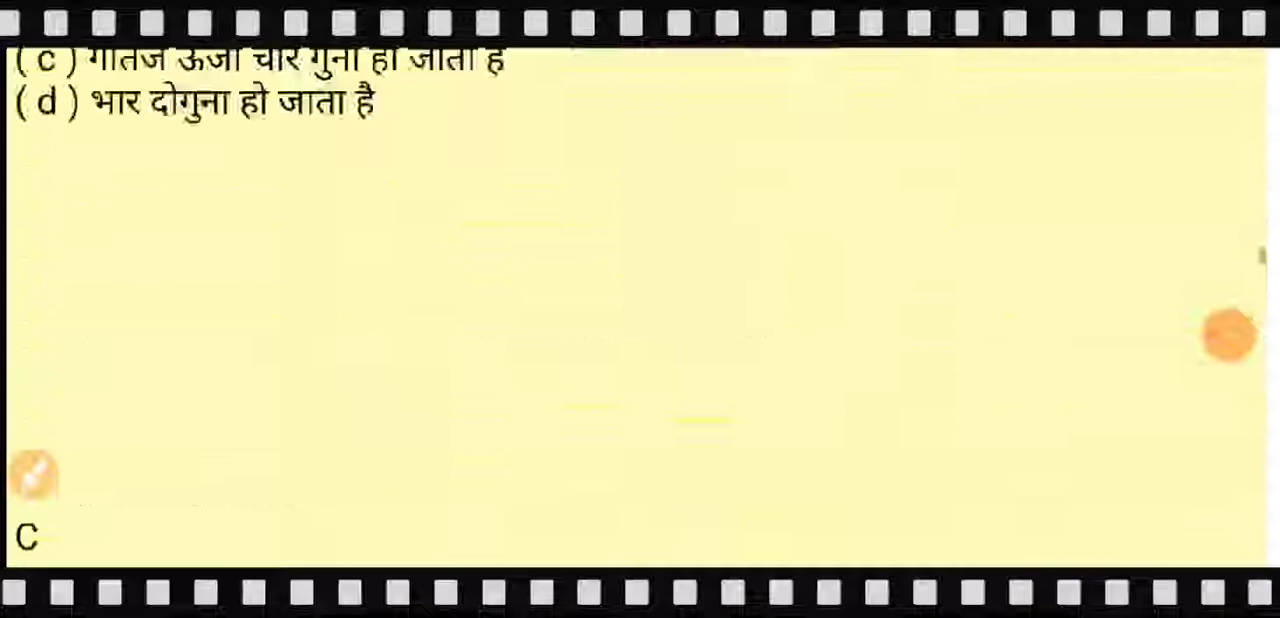 ( c ) गतिज ऊर्जा चार गुना हो जाती है
( d ) भार दोगुना हो जाता है
C